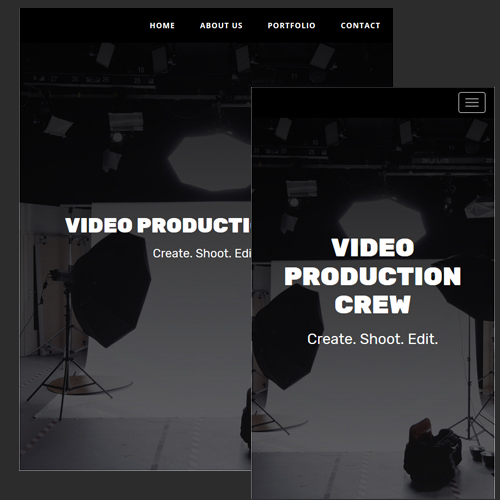 HOME ABOUT US PORTFOLIO CONTACT
VIDEO PRODUCTI
Create. Shoot. Edi
VIDEO
PRODUCTION
CREW
Create. Shoot. Edit.